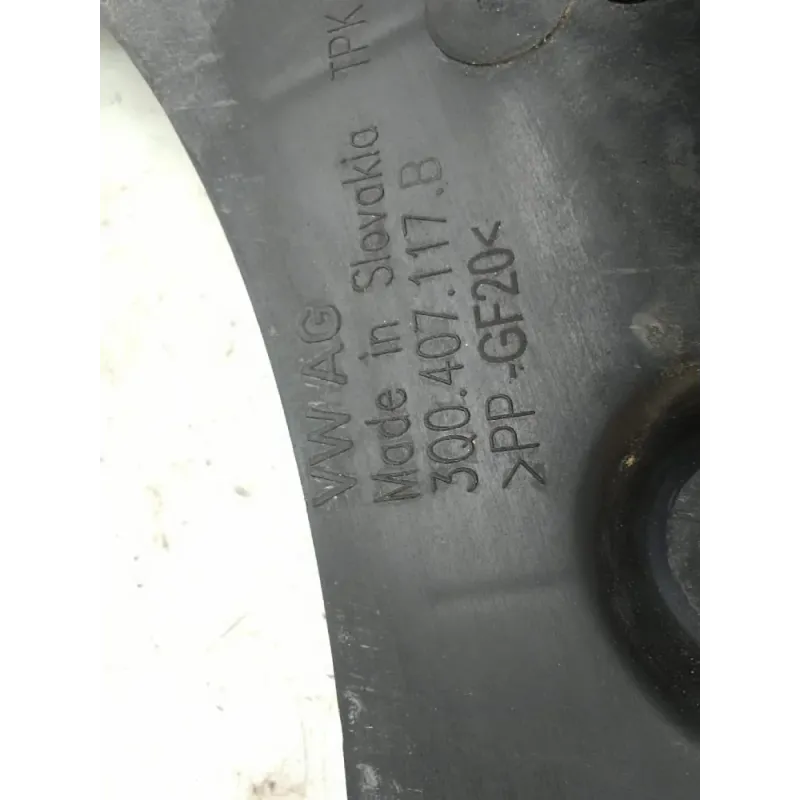 VW AG
Made in Slovakia TPK
3Q0.407.117.B
>PP-GF20<